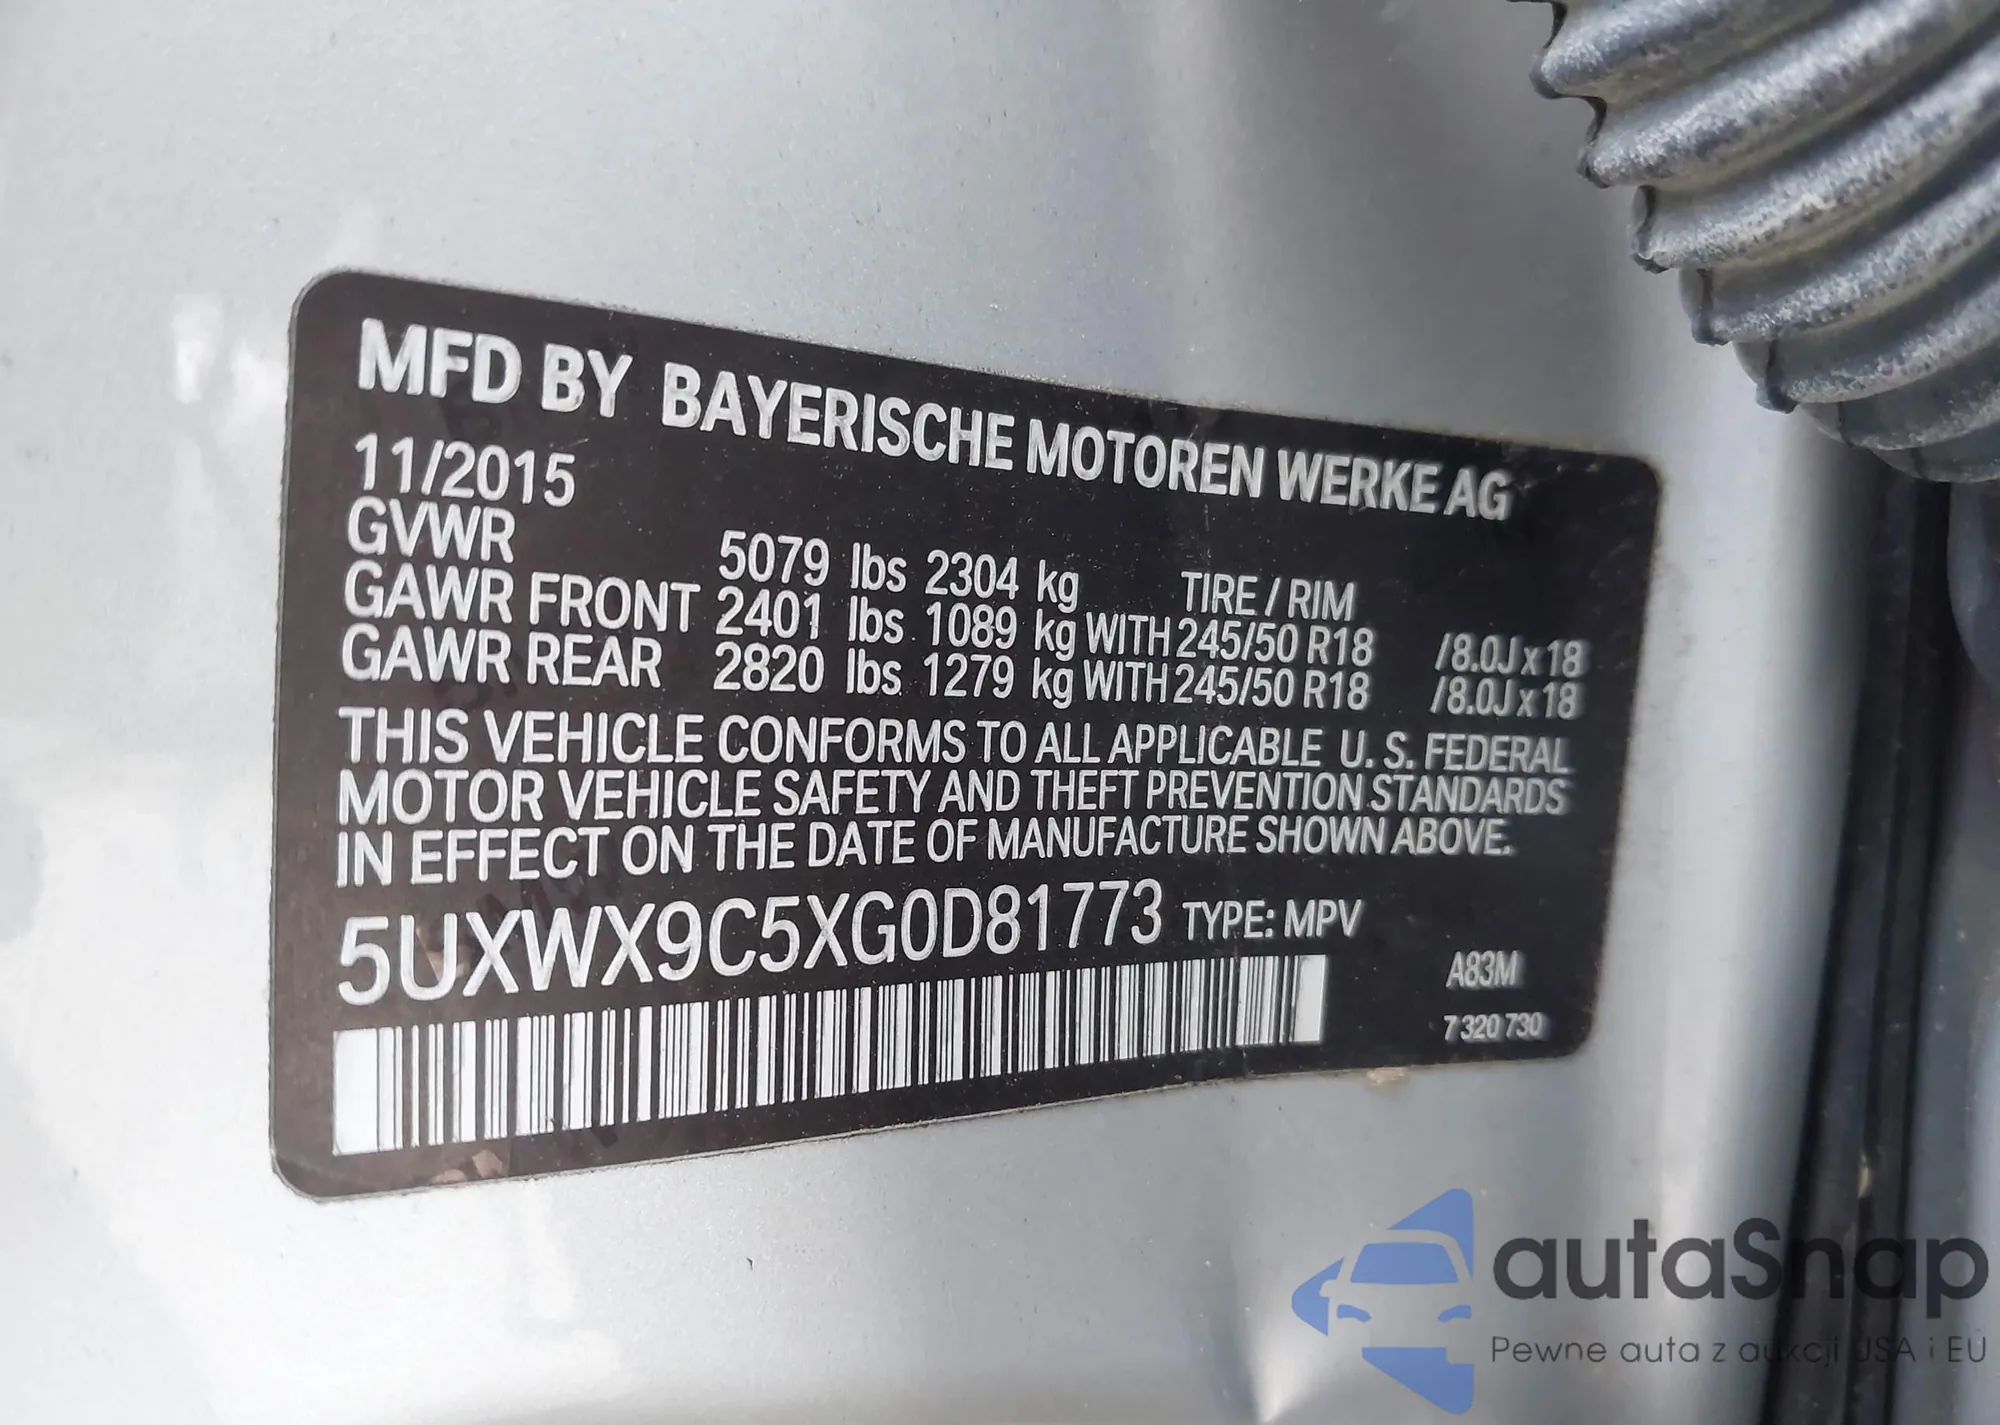 MFD BY BAYERISCHE MOTOREN WERKE AG
11/2015
GVWR 5079 lbs 2304 kg TIRE / RIM
GAWR FRONT 2401 lbs 1089 kg WITH 245/50 R18 /8.0J x 18
GAWR REAR 2820 lbs 1279 kg WITH 245/50 R18 /8.0J x 18
THIS VEHICLE CONFORMS TO ALL APPLICABLE U. S. FEDERAL
MOTOR VEHICLE SAFETY AND THEFT PREVENTION STANDARDS
IN EFFECT ON THE DATE OF MANUFACTURE SHOWN ABOVE.
5UXWX9C5XG0D81773 TYPE: MPV
A83M
7 320 730
autaSnap
Pewne auta z aukcji USA i EU